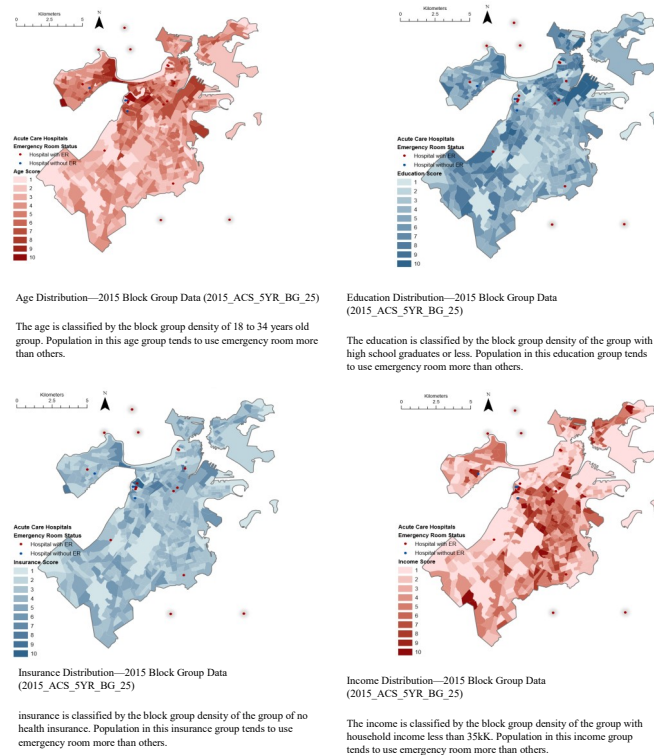 Kilometers
0 2.5 5
N
Acute Care Hospitals
Emergency Room Status
Hospital with ER
Hospital without ER
Age Score
1
2
3
4
5
6
7
8
9
10
Age Distribution—2015 Block Group Data (2015_ACS_5YR_BG_25)
The age is classified by the block group density of 18 to 34 years old
group. Population in this age group tends to use emergency room more
than others.
Kilometers
0 2.5 5
N
Acute Care Hospitals
Emergency Room Status
Hospital with ER
Hospital without ER
Education Score
1
2
3
4
5
6
7
8
9
10
Education Distribution—2015 Block Group Data
(2015_ACS_5YR_BG_25)
The education is classified by the block group density of the group with
high school graduates or less. Population in this education group tends
to use emergency room more than others.
Kilometers
0 2.5 5
N
Acute Care Hospitals
Emergency Room Status
Hospital with ER
Hospital without ER
Insurance Score
1
2
3
4
5
6
7
8
9
10
Insurance Distribution—2015 Block Group Data
(2015_ACS_5YR_BG_25)
insurance is classified by the block group density of the group of no
health insurance. Population in this insurance group tends to use
emergency room more than others.
Kilometers
0 2.5 5
N
Acute Care Hospitals
Emergency Room Status
Hospital with ER
Hospital without ER
Income Score
1
2
3
4
5
6
7
8
9
10
Income Distribution—2015 Block Group Data
(2015_ACS_5YR_BG_25)
The income is classified by the block group density of the group with
household income less than 35kK. Population in this income group
tends to use emergency room more than others.